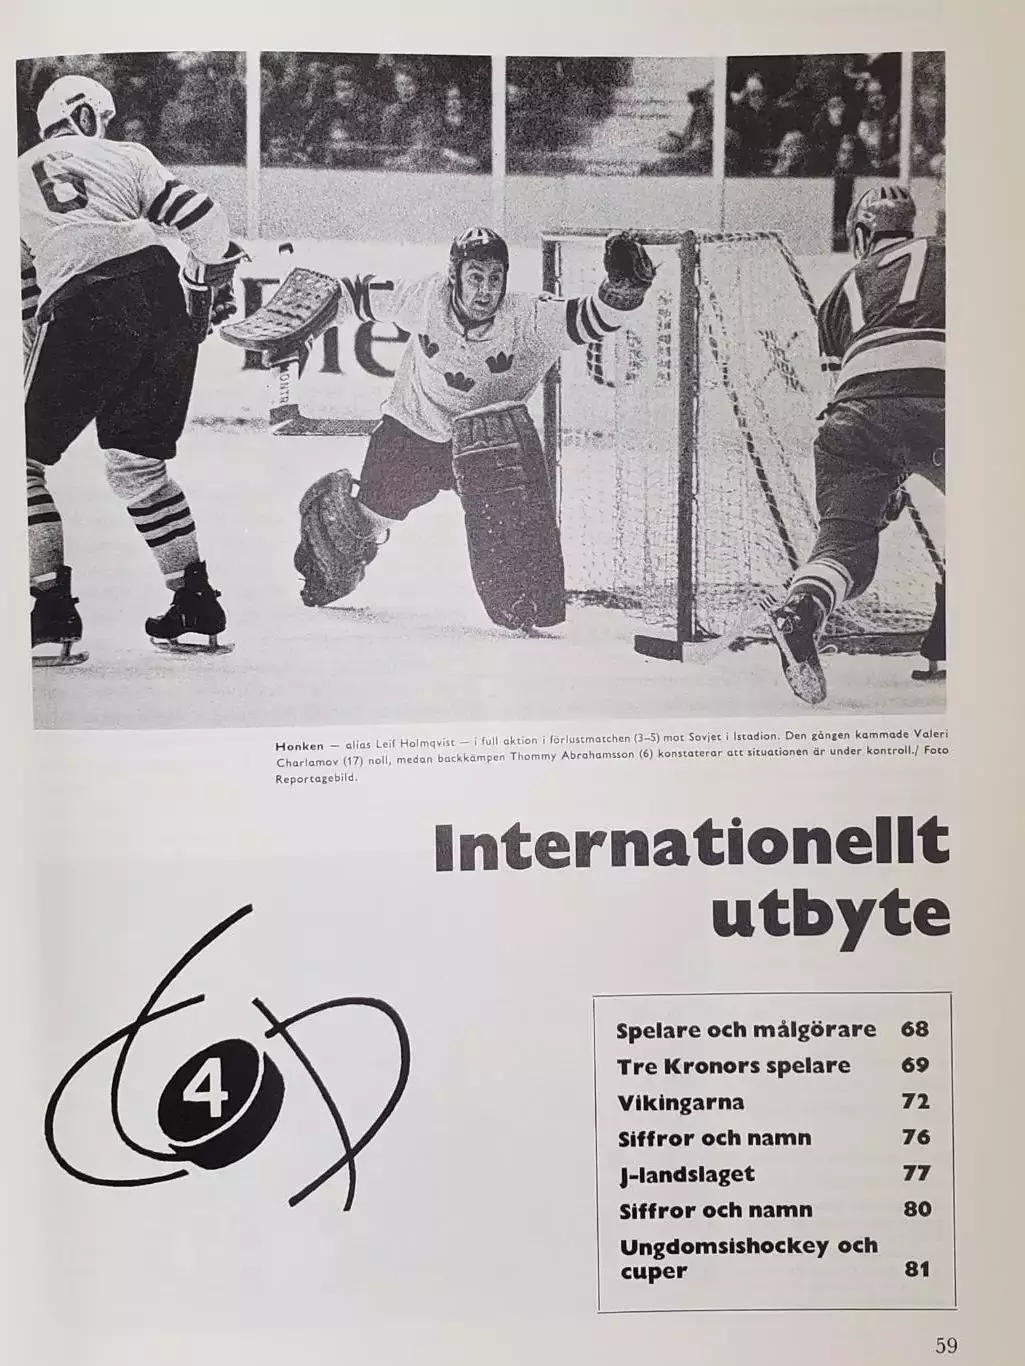 6
7
MONTR
Honken — alias Leif Holmqvist — i full aktion i förlustmatchen (3–5) mot Sovjet i Istadion. Den gången kammade Valeri
Charlamov (17) noll, medan backkämpen Thommy Abrahamsson (6) konstaterar att situationen är under kontroll./ Foto
Reportagebild.
Internationellt
utbyte
4
Spelare och målgörare 68
Tre Kronors spelare 69
Vikingarna 72
Siffror och namn 76
J-landslaget 77
Siffror och namn 80
Ungdomsishockey och
cuper 81
59